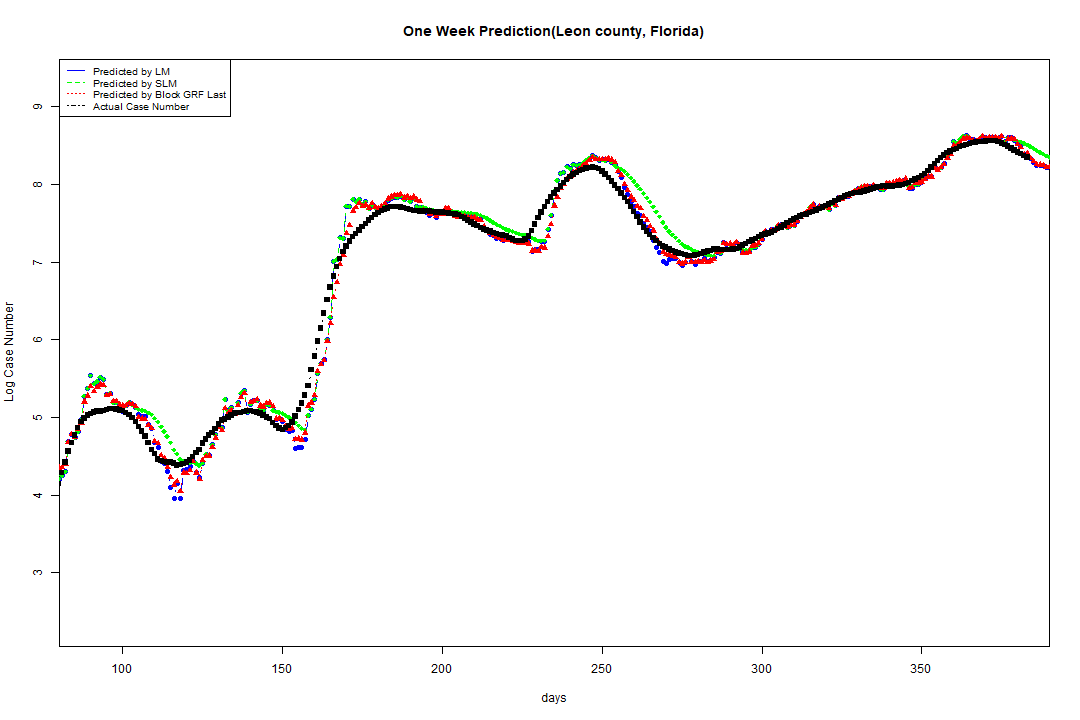 One Week Prediction(Leon county, Florida)
Predicted by LM
Predicted by SLM
Predicted by Block GRF Last
Actual Case Number
9
8
7
6
5
4
3
Log Case Number
100 150 200 250 300 350
days